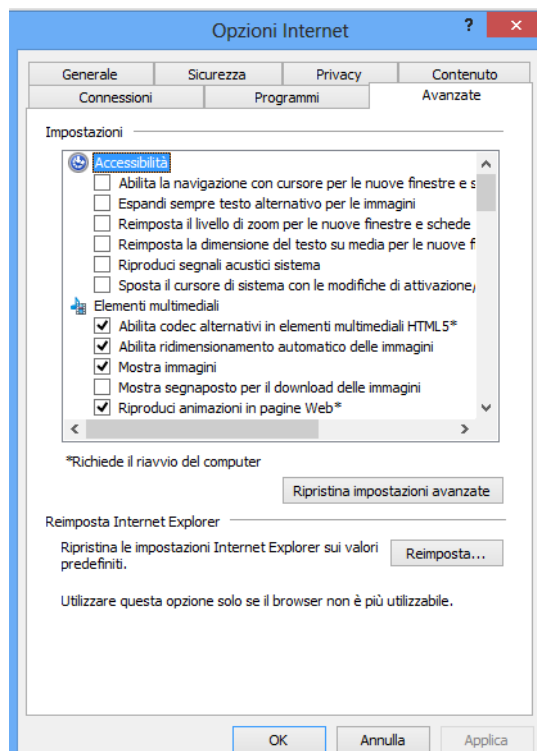 Opzioni Internet
?
Generale Sicurezza Privacy Contenuto
Connessioni Programmi Avanzate
Impostazioni
Accessibilità
Abilita la navigazione con cursore per le nuove finestre e s
Espandi sempre testo alternativo per le immagini
Reimposta il livello di zoom per le nuove finestre e schede
Reimposta la dimensione del testo su media per le nuove f
Riproduci segnali acustici sistema
Sposta il cursore di sistema con le modifiche di attivazione/
Elementi multimediali
Abilita codec alternativi in elementi multimediali HTML5*
Abilita ridimensionamento automatico delle immagini
Mostra immagini
Mostra segnaposto per il download delle immagini
Riproduci animazioni in pagine Web*
*Richiede il riavvio del computer
Ripristina impostazioni avanzate
Reimposta Internet Explorer
Ripristina le impostazioni Internet Explorer sui valori
predefiniti.
Reimposta...
Utilizzare questa opzione solo se il browser non è più utilizzabile.
OK Annulla Applica